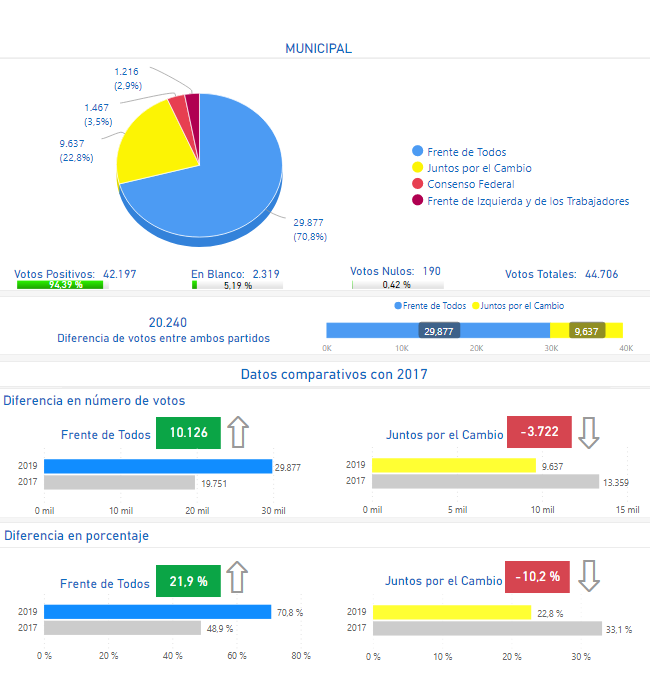 MUNICIPAL
1.216
(2,9%)
1.467
(3,5%)
9.637
(22,8%)
29.877
(70,8%)
Frente de Todos
Juntos por el Cambio
Consenso Federal
Frente de Izquierda y de los Trabajadores
Votos Positivos: 42.197
94,39 %
En Blanco: 2.319
5,19 %
Votos Nulos: 190
0,42 %
Votos Totales: 44.706
20.240
Diferencia de votos entre ambos partidos
Frente de Todos Juntos por el Cambio
29,877 9,637
0K 10K 20K 30K 40K
Datos comparativos con 2017
Diferencia en número de votos
Frente de Todos 10.126
2019 29.877
2017 19.751
0 mil 10 mil 20 mil 30 mil
Juntos por el Cambio -3.722
2019 9.637
2017 13.359
0 mil 5 mil 10 mil 15 mil
Diferencia en porcentaje
Frente de Todos 21,9 %
2019 70,8 %
2017 48,9 %
0 % 20 % 40 % 60 % 80 %
Juntos por el Cambio -10,2 %
2019 22,8 %
2017 33,1 %
0 % 10 % 20 % 30 %